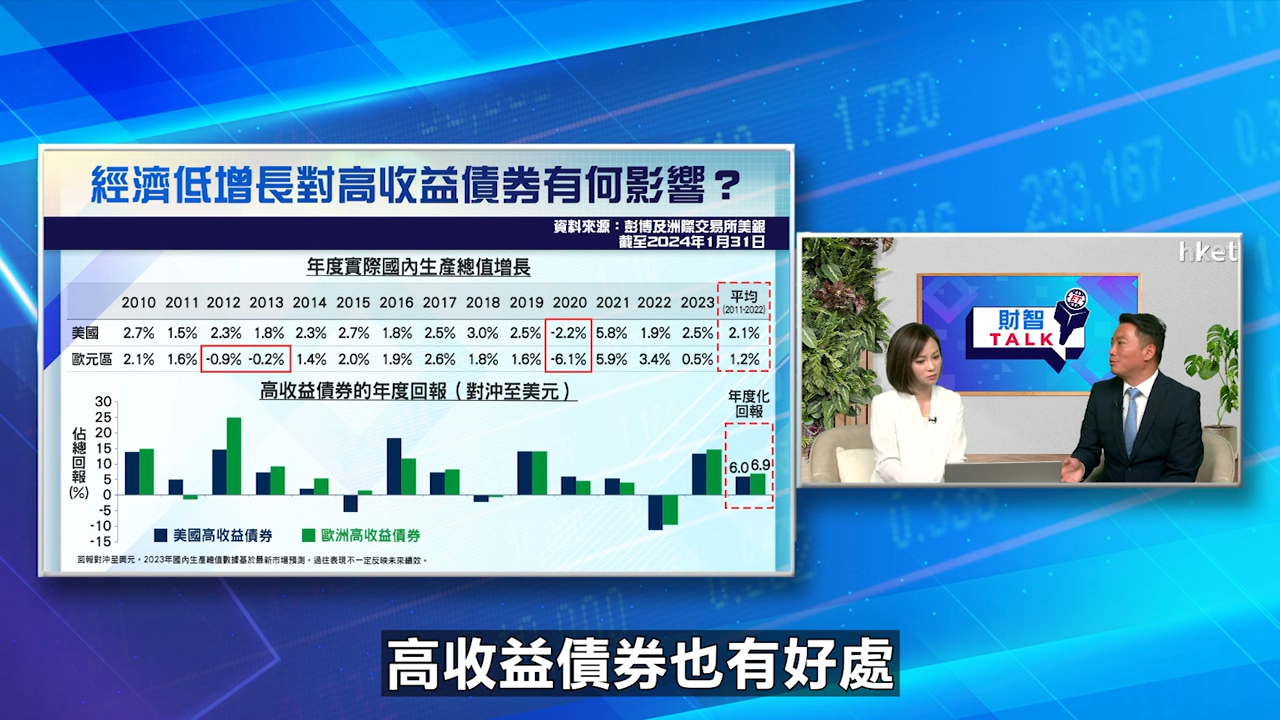 經濟低增長對高收益債券有何影響？
資料來源：彭博及洲際交易所美銀
截至2024年1月31日
年度實際國內生產總值增長
2010 2011 2012 2013 2014 2015 2016 2017 2018 2019 2020 2021 2022 2023 平均
(2011-2022)
美國 2.7% 1.5% 2.3% 1.8% 2.3% 2.7% 1.8% 2.5% 3.0% 2.5% -2.2% 5.8% 1.9% 2.5% 2.1%
歐元區 2.1% 1.6% -0.9% -0.2% 1.4% 2.0% 1.9% 2.6% 1.8% 1.6% -6.1% 5.9% 3.4% 0.5% 1.2%
高收益債券的年度回報（對沖至美元）
年度化
回報
佔總回報(%)
30
25
20
15
10
5
0
-5
-10
-15
6.0 6.9
美國高收益債券 歐洲高收益債券
回報對沖至美元。2023年國內生產總值數據基於最新市場預測。過往表現不一定反映未來績效。
hket
財智
TALK
ET
9,996
1.720
233,167
高收益債券也有好處